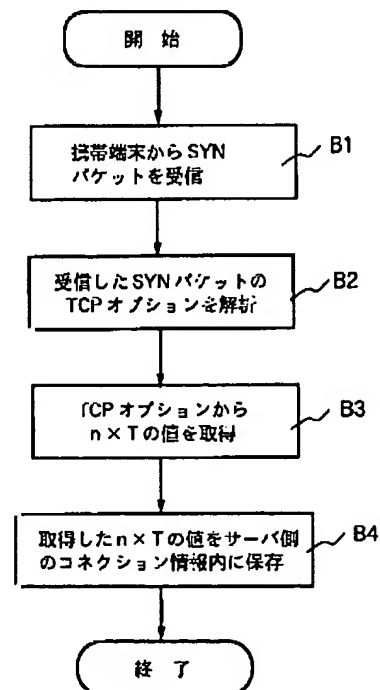 開 始
携帯端末からSYN
パケットを受信
B1
受信したSYNパケットの
TCPオプションを解析
B2
TCPオプションから
n×Tの値を取得
B3
取得したn×Tの値をサーバ側
のコネクション情報内に保存
B4
終 了